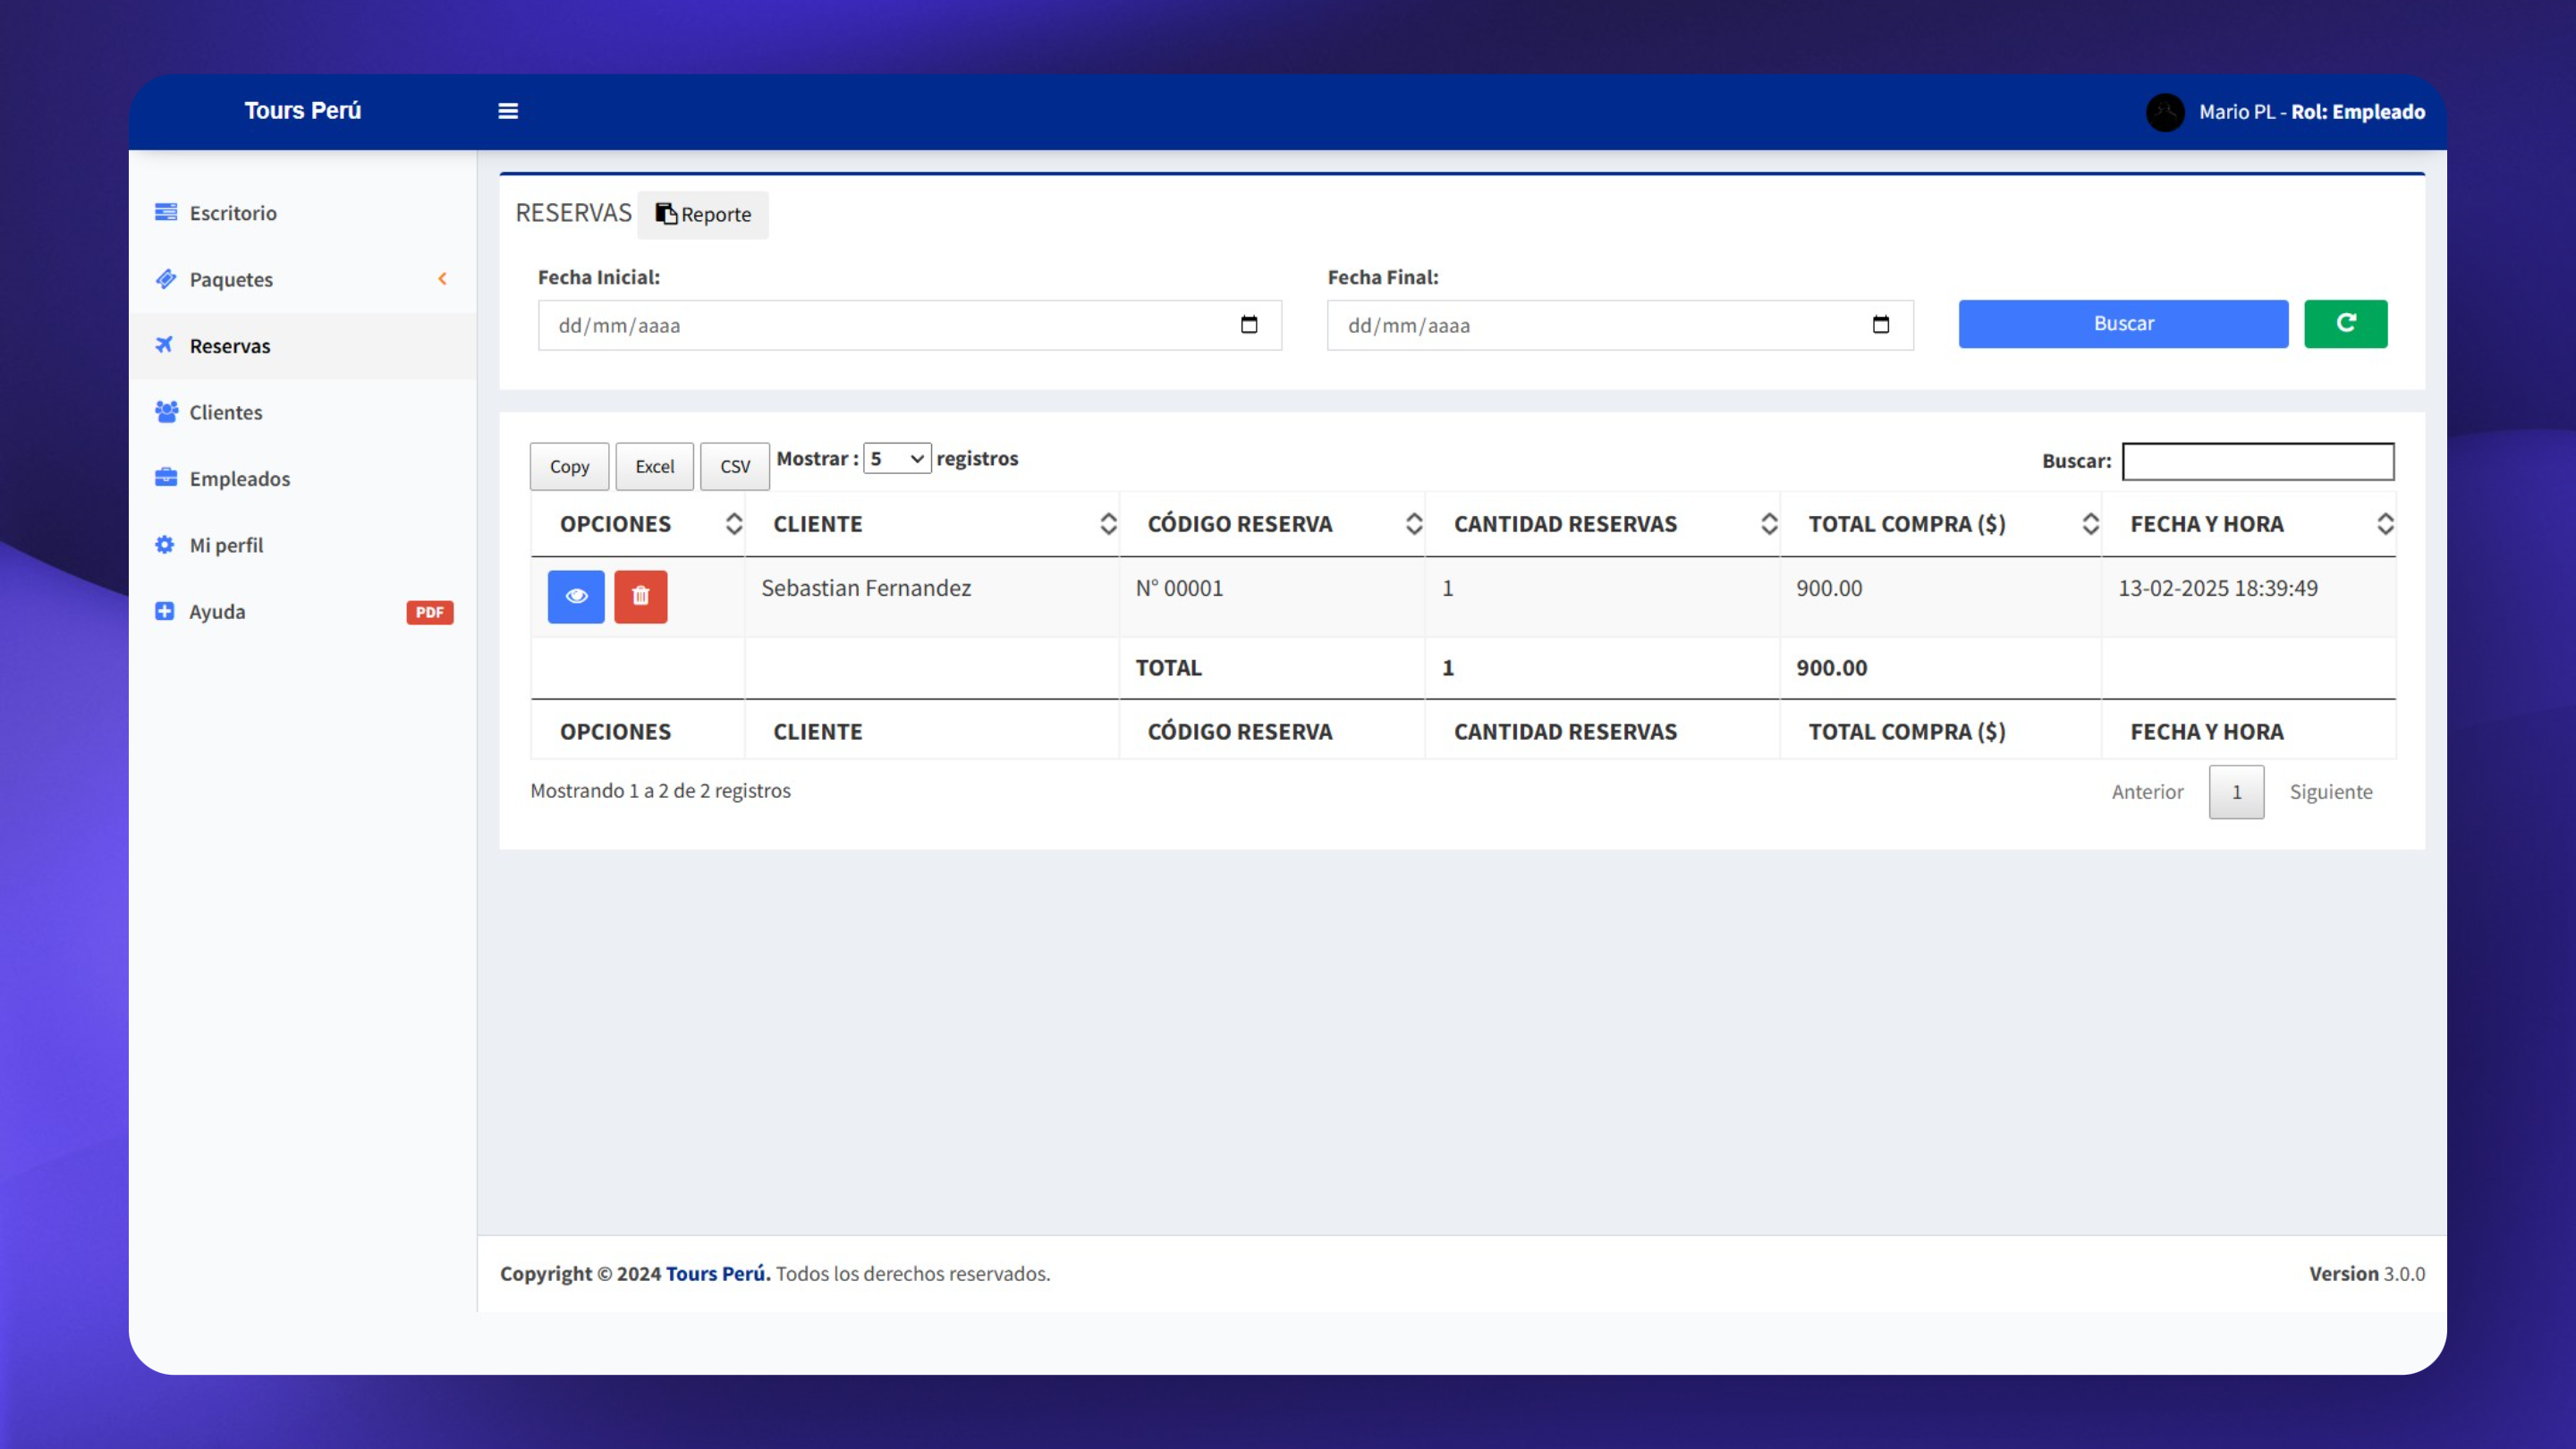 Tours Perú
Mario PL - Rol: Empleado
Escritorio
Paquetes
Reservas
Clientes
Empleados
Mi perfil
Ayuda PDF
RESERVAS Reporte
Fecha Inicial: Fecha Final:
dd/mm/aaaa dd/mm/aaaa Buscar
Copy Excel CSV Mostrar : 5 registros Buscar:
OPCIONES CLIENTE CÓDIGO RESERVA CANTIDAD RESERVAS TOTAL COMPRA ($) FECHA Y HORA
Sebastian Fernandez N° 00001 1 900.00 13-02-2025 18:39:49
TOTAL 1 900.00
OPCIONES CLIENTE CÓDIGO RESERVA CANTIDAD RESERVAS TOTAL COMPRA ($) FECHA Y HORA
Mostrando 1 a 2 de 2 registros Anterior 1 Siguiente
Copyright © 2024 Tours Perú. Todos los derechos reservados. Version 3.0.0